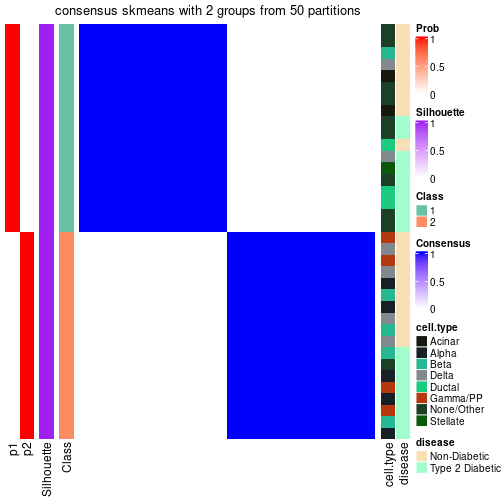 consensus skmeans with 2 groups from 50 partitions
Prob
1
0.5
0
Silhouette
1
0.5
0
Class
1
2
Consensus
1
0.5
0
cell.type
Acinar
Alpha
Beta
Delta
Ductal
Gamma/PP
None/Other
Stellate
disease
Non-Diabetic
Type 2 Diabetic
p1
p2
Silhouette
Class
cell.type
disease